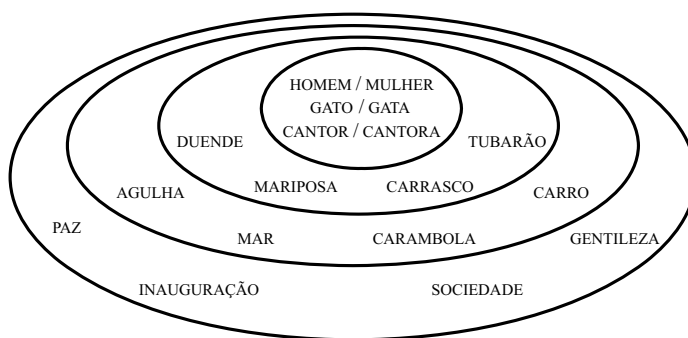 HOMEM / MULHER
GATO / GATA
CANTOR / CANTORA
DUENDE
TUBARÃO
MARIPOSA
CARRASCO
AGULHA
CARRO
PAZ
MAR
CARAMBOLA
GENTILEZA
INAUGURAÇÃO
SOCIEDADE